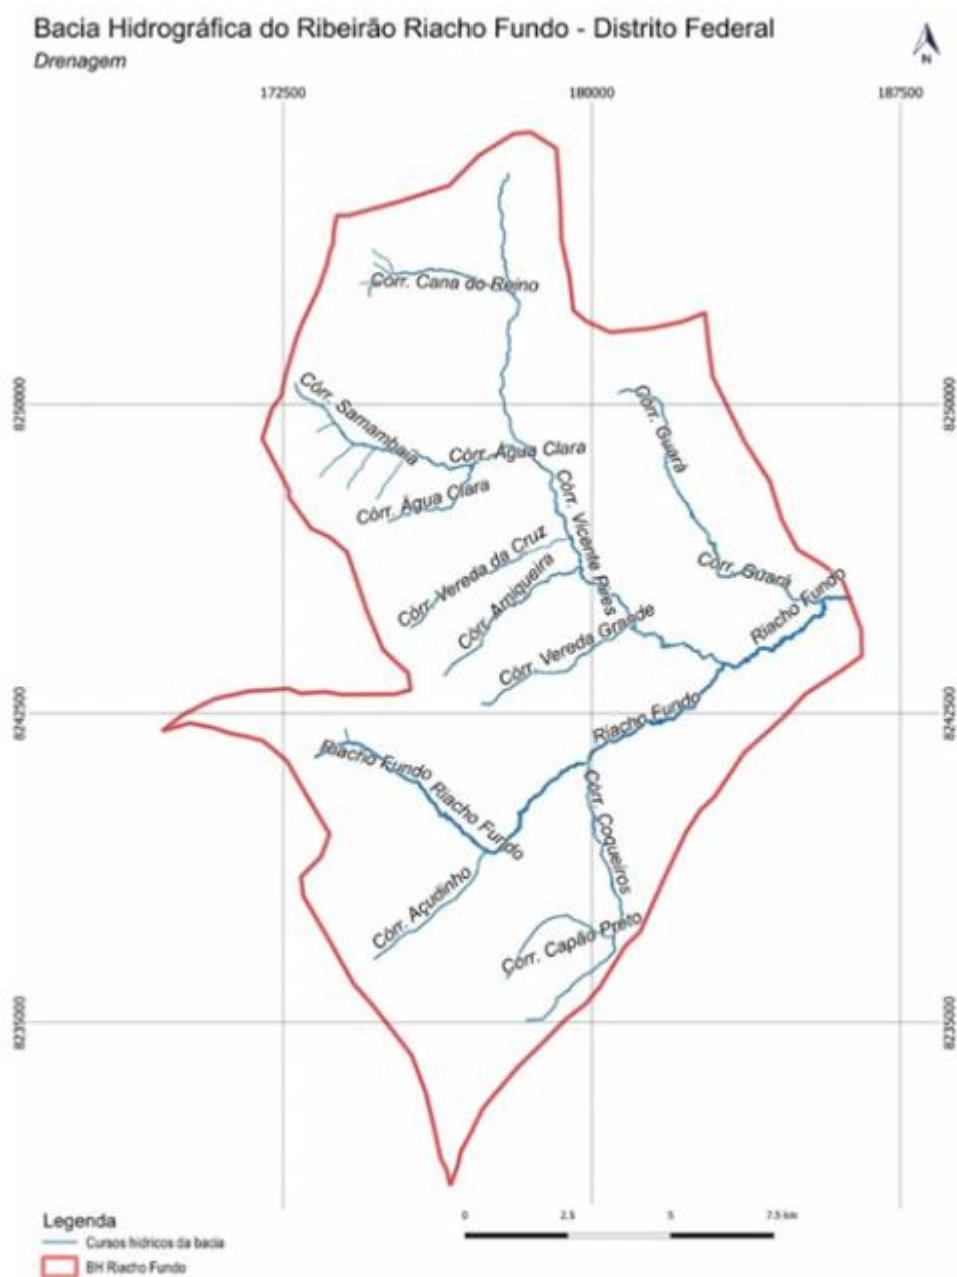 Bacia Hidrográfica do Ribeirão Riacho Fundo - Distrito Federal
Drenagem
N
172500
180000
187500
Córr. Cana do Reino
8250000
8250000
Córr. Samambaia
Córr. Guará
Córr. Água Clara
Córr. Água Clara
Córr. Vicente Pires
Córr. Vereda da Cruz
Córr. Arniqueira
Córr. Guará
Riacho Fundo
Córr. Vereda Grande
8242500
8242500
Riacho Fundo
Riacho Fundo
Riacho Fundo
Córr. Coqueiros
Córr. Açudinho
Córr. Capão Preto
8235000
8235000
Legenda
Cursos hídricos da bacia
BH Riacho Fundo
0 2.5 5 7.5 km